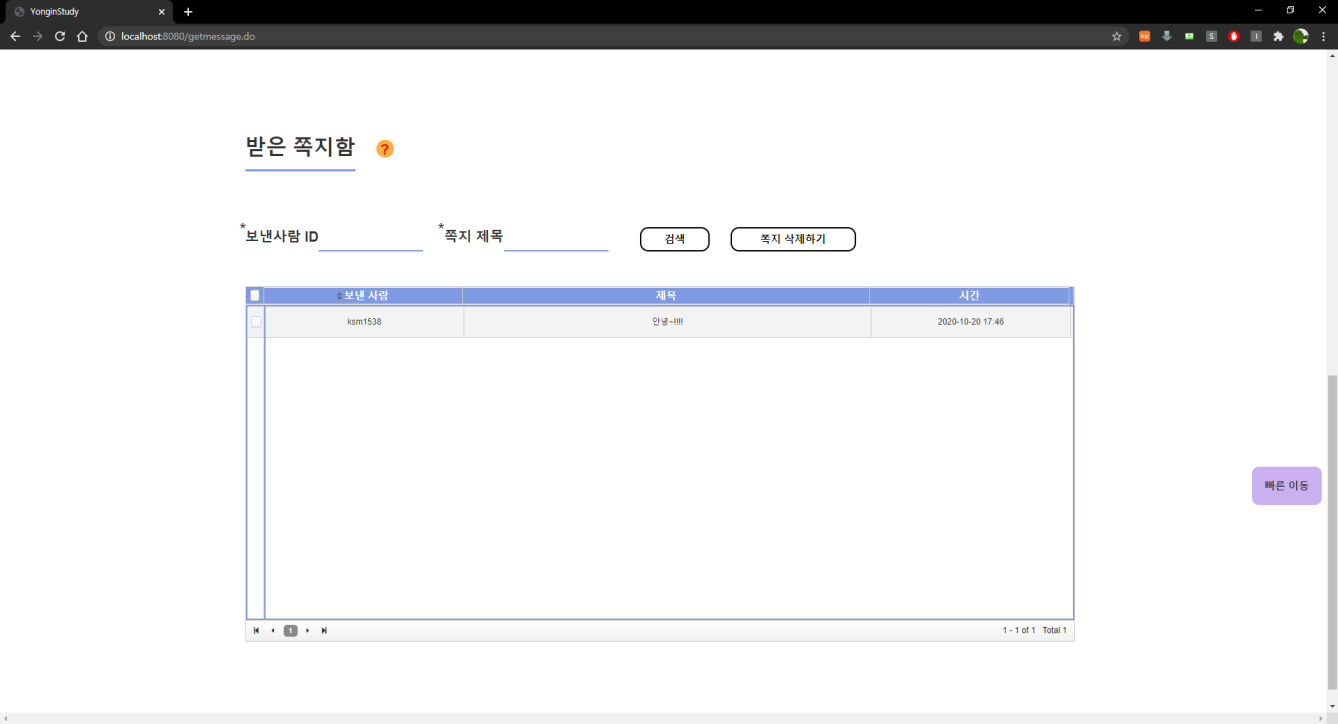 YonginStudy
localhost:8080/getmessage.do
받은 쪽지함 ?
*보낸사람 ID *쪽지 제목 검색 쪽지 삭제하기
보낸 사람 제목 시간
ksm1538 안녕~!!!! 2020-10-20 17:46
빠른 이동
1 1 - 1 of 1 Total 1